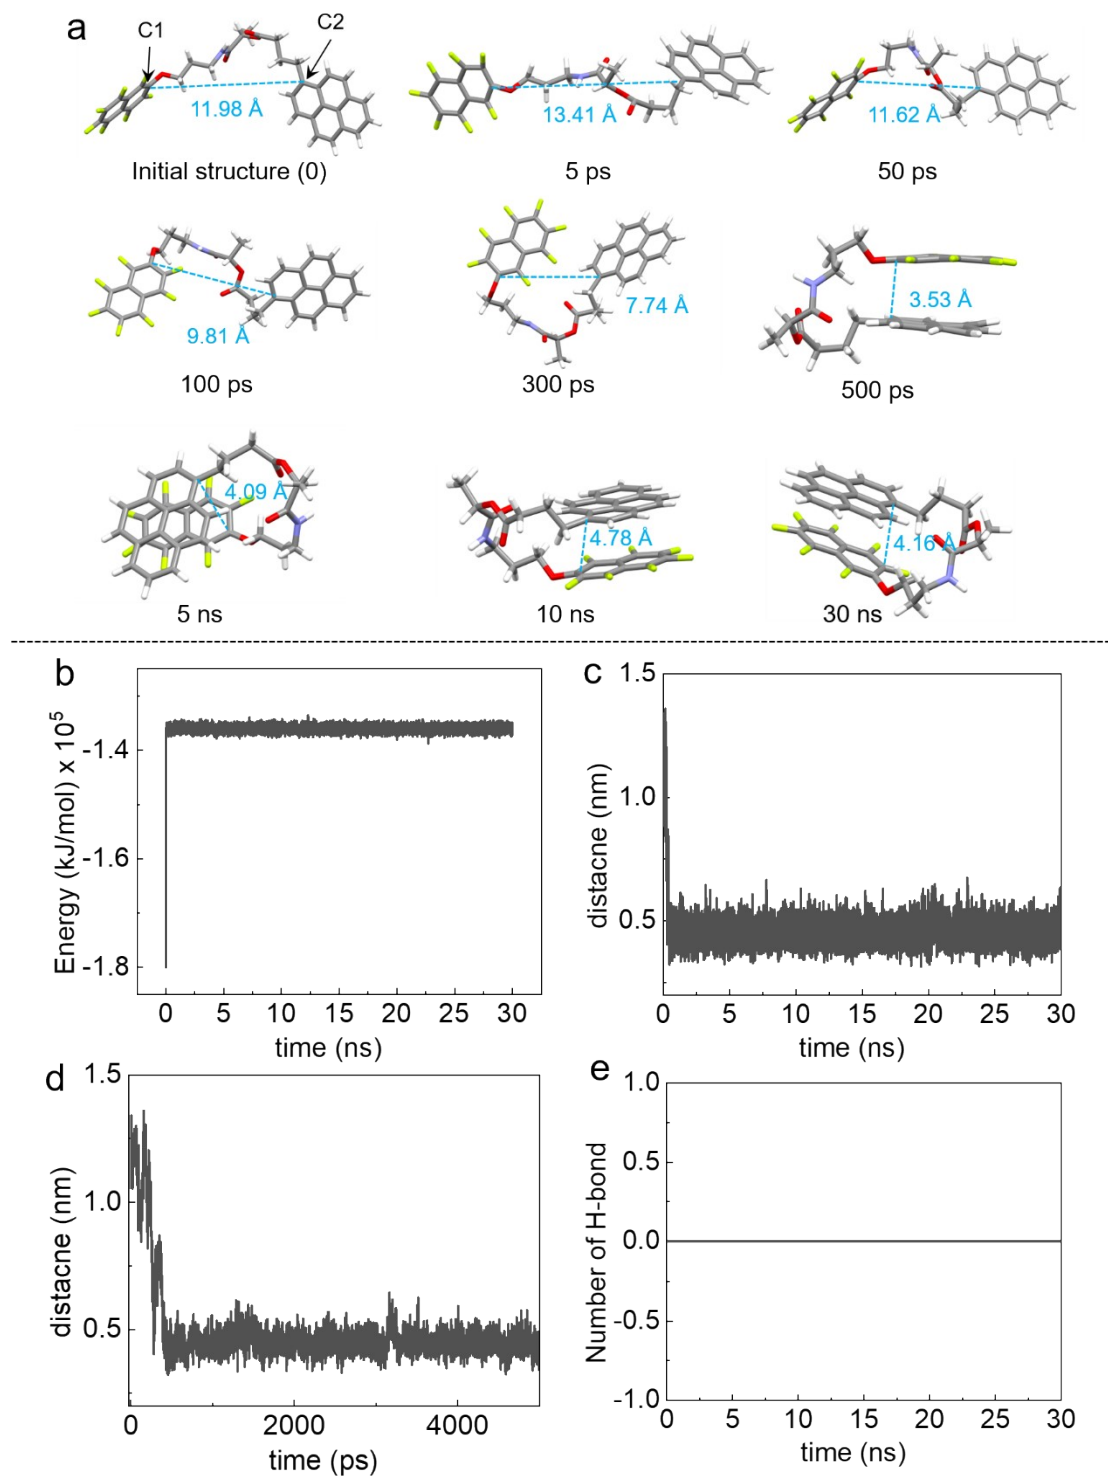 a
C1
C2
11.98 Å
Initial structure (0)
13.41 Å
5 ps
11.62 Å
50 ps
9.81 Å
100 ps
7.74 Å
300 ps
3.53 Å
500 ps
4.09 Å
5 ns
4.78 Å
10 ns
4.16 Å
30 ns
b
Energy (kJ/mol) x 10⁵
-1.4
-1.6
-1.8
0 5 10 15 20 25 30
time (ns)
c
distacne (nm)
1.5
1.0
0.5
0 5 10 15 20 25 30
time (ns)
d
distacne (nm)
1.5
1.0
0.5
0 2000 4000
time (ps)
e
Number of H-bond
1.0
0.5
0.0
-0.5
-1.0
0 5 10 15 20 25 30
time (ns)